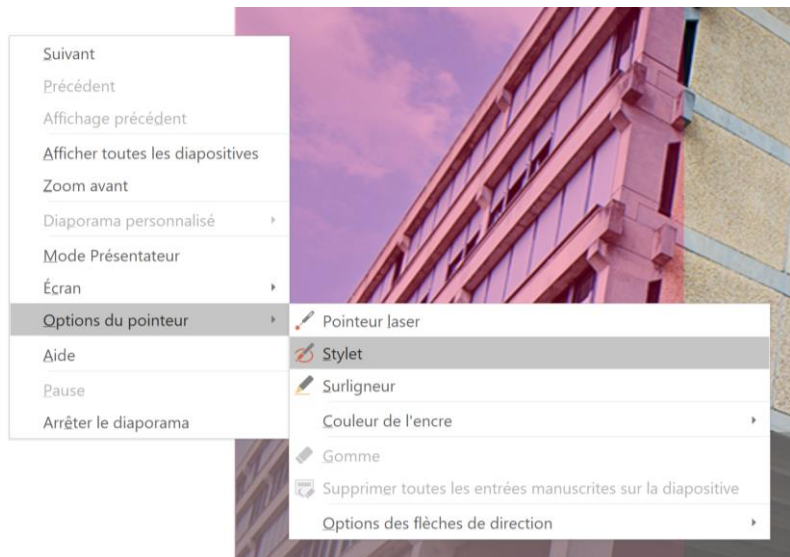 Suivant
Précédent
Affichage précédent
Afficher toutes les diapositives
Zoom avant
Diaporama personnalisé
Mode Présentateur
Écran
Options du pointeur
Aide
Pause
Arrêter le diaporama
Pointeur laser
Stylet
Surligneur
Couleur de l'encre
Gomme
Supprimer toutes les entrées manuscrites sur la diapositive
Options des flèches de direction